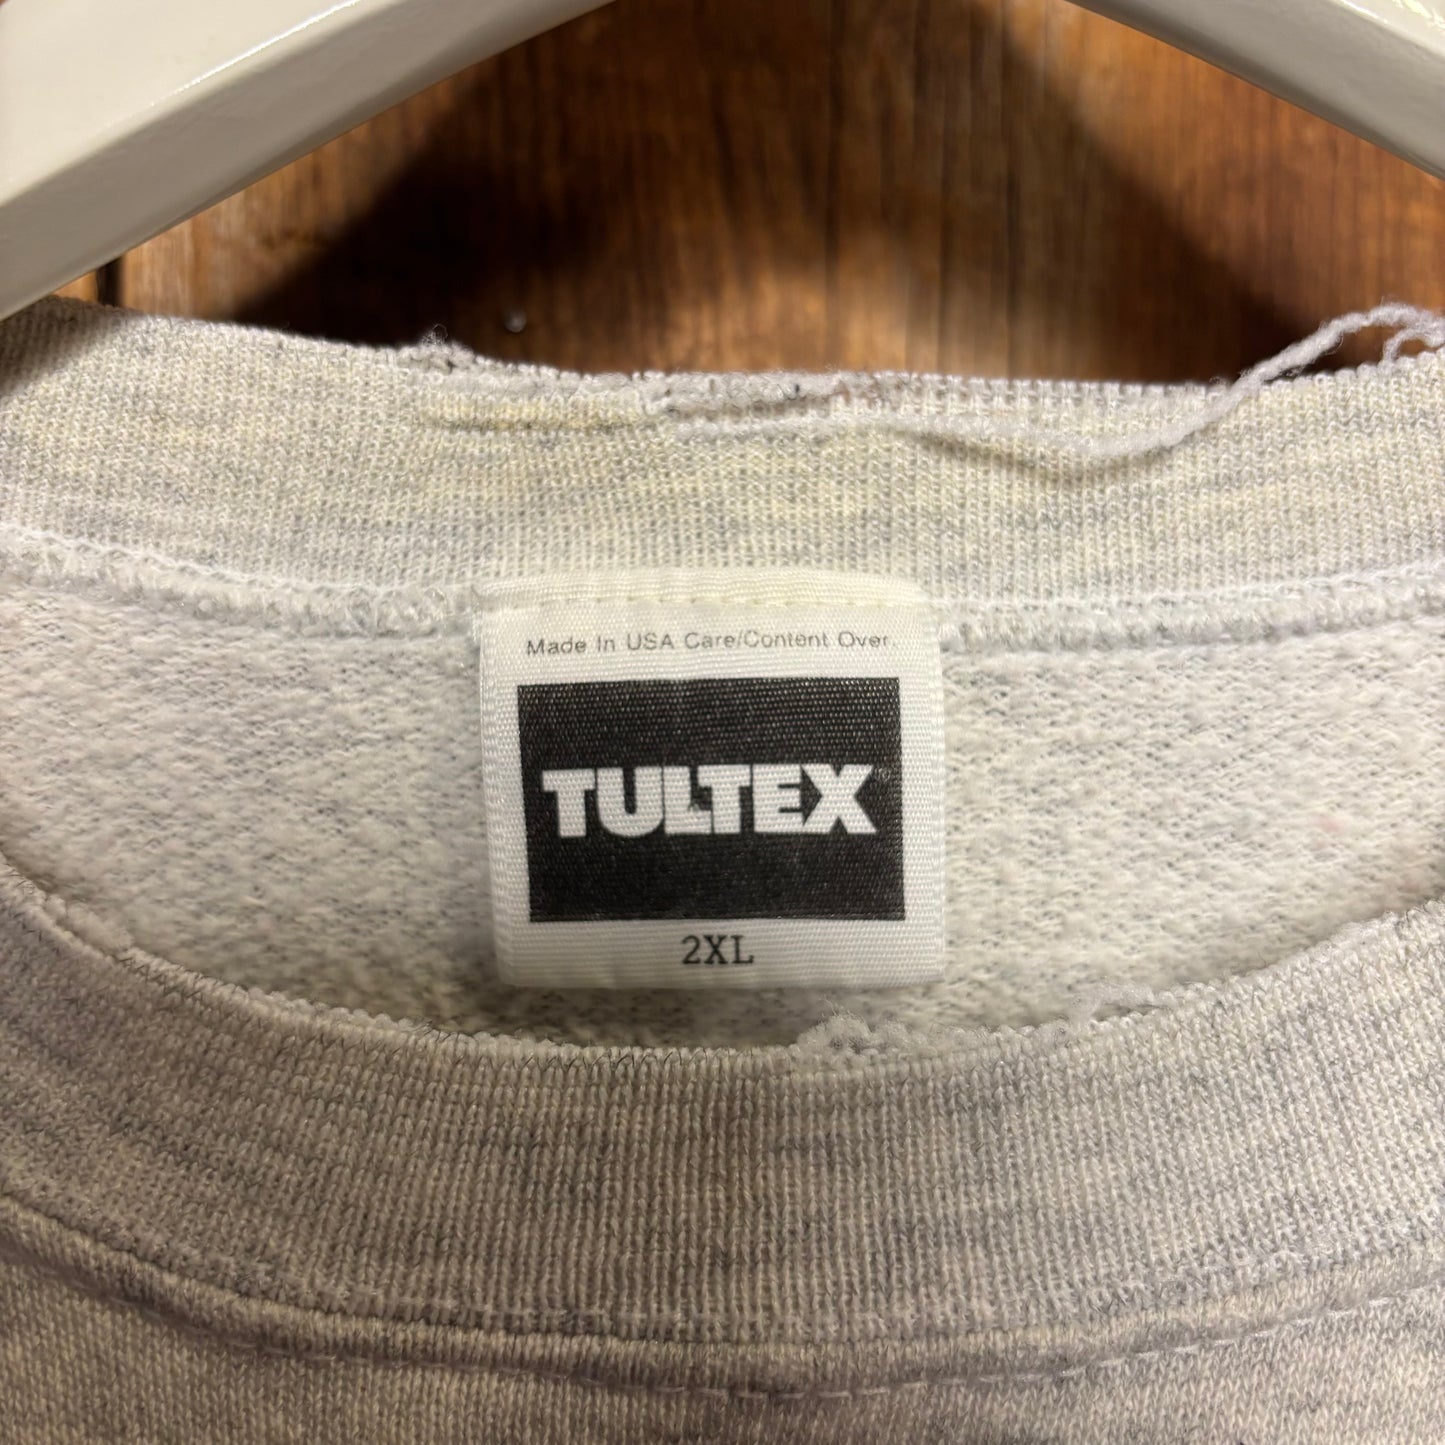 Made In USA Care/Content Over.
TULTEX®
2XL